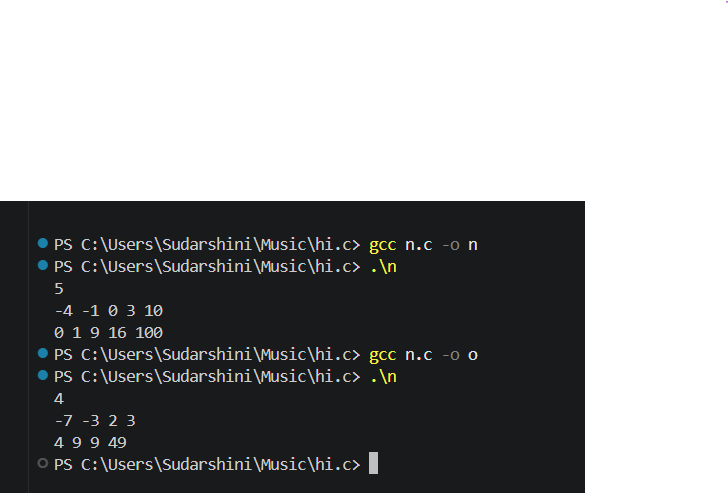 PS C:\Users\Sudarshini\Music\hi.c> gcc n.c -o n
PS C:\Users\Sudarshini\Music\hi.c> .\n
5
-4 -1 0 3 10
0 1 9 16 100
PS C:\Users\Sudarshini\Music\hi.c> gcc n.c -o o
PS C:\Users\Sudarshini\Music\hi.c> .\n
4
-7 -3 2 3
4 9 9 49
PS C:\Users\Sudarshini\Music\hi.c>